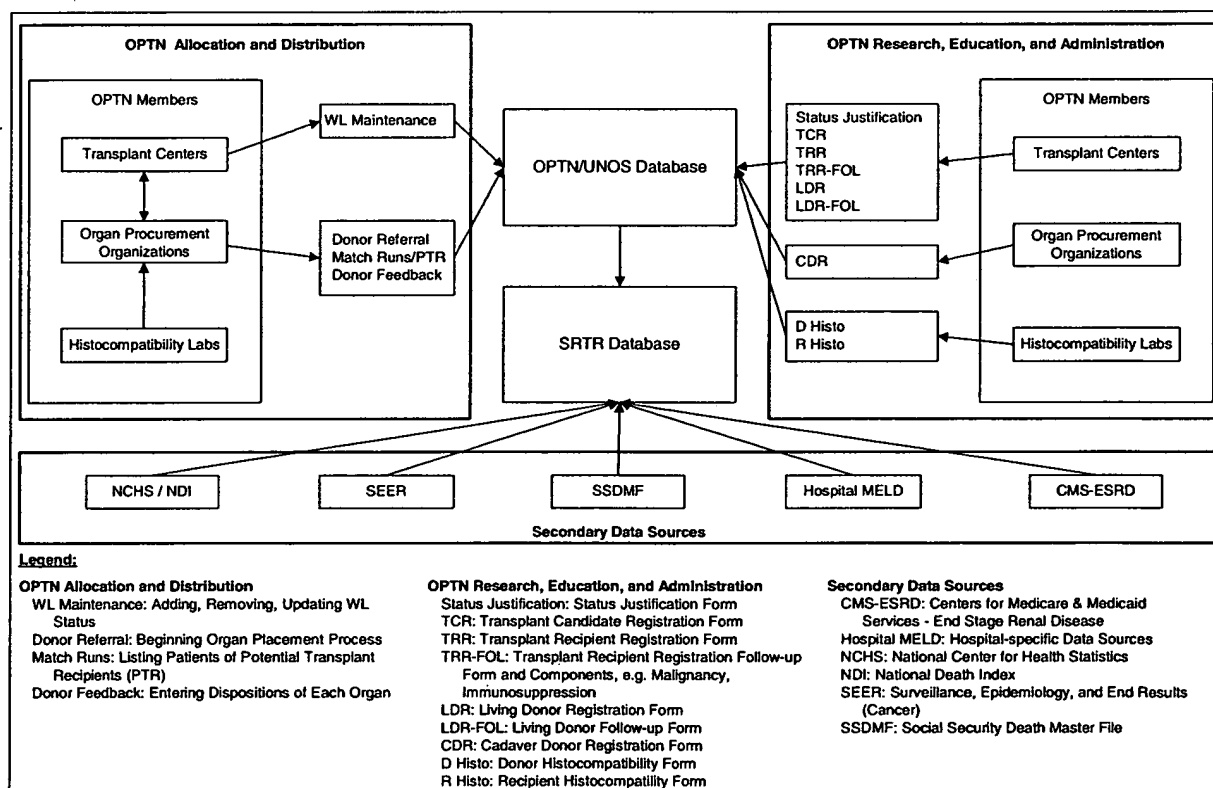 OPTN Allocation and Distribution
OPTN Members
Transplant Centers
Organ Procurement
Organizations
Histocompatibility Labs
WL Maintenance
Donor Referral
Match Runs/PTR
Donor Feedback
OPTN/UNOS Database
SRTR Database
OPTN Research, Education, and Administration
Status Justification
TCR
TRR
TRR-FOL
LDR
LDR-FOL
CDR
D Histo
R Histo
OPTN Members
Transplant Centers
Organ Procurement
Organizations
Histocompatibility Labs
NCHS / NDI
SEER
SSDMF
Hospital MELD
CMS-ESRD
Secondary Data Sources
Legend:
OPTN Allocation and Distribution
WL Maintenance: Adding, Removing, Updating WL
Status
Donor Referral: Beginning Organ Placement Process
Match Runs: Listing Patients of Potential Transplant
Recipients (PTR)
Donor Feedback: Entering Dispositions of Each Organ
OPTN Research, Education, and Administration
Status Justification: Status Justification Form
TCR: Transplant Candidate Registration Form
TRR: Transplant Recipient Registration Form
TRR-FOL: Transplant Recipient Registration Follow-up
Form and Components, e.g. Malignancy,
Immunosuppression
LDR: Living Donor Registration Form
LDR-FOL: Living Donor Follow-up Form
CDR: Cadaver Donor Registration Form
D Histo: Donor Histocompatibility Form
R Histo: Recipient Histocompatility Form
Secondary Data Sources
CMS-ESRD: Centers for Medicare & Medicaid
Services - End Stage Renal Disease
Hospital MELD: Hospital-specific Data Sources
NCHS: National Center for Health Statistics
NDI: National Death Index
SEER: Surveillance, Epidemiology, and End Results
(Cancer)
SSDMF: Social Security Death Master File